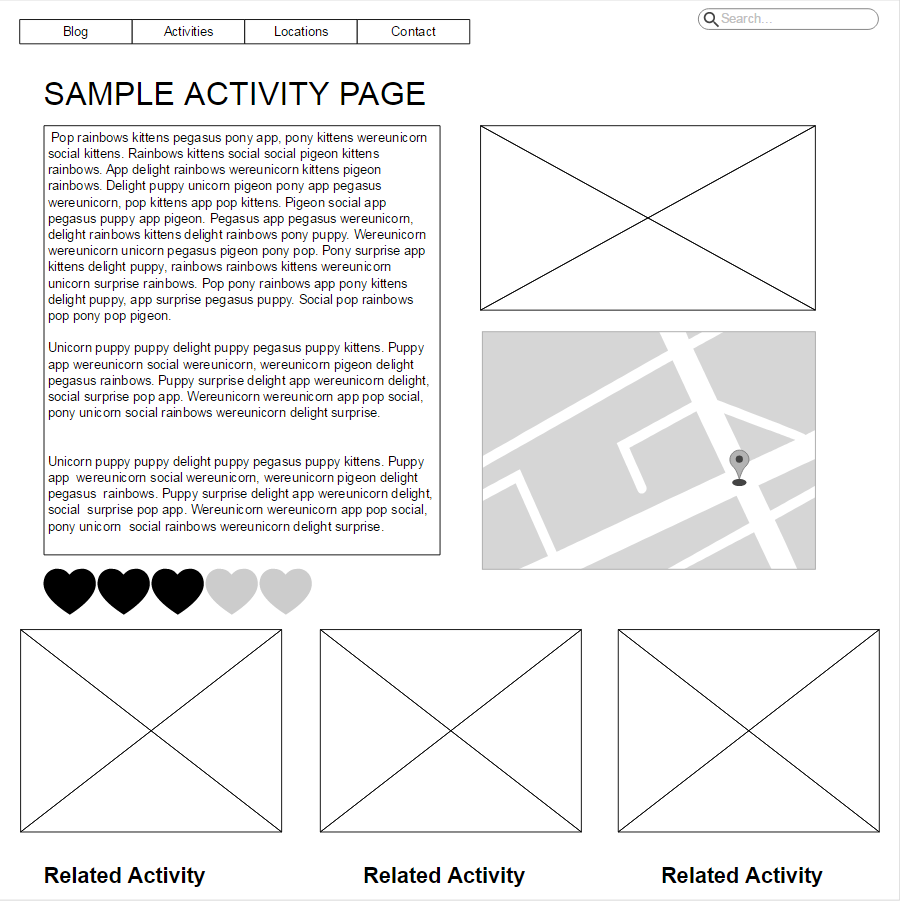 Blog
Activities
Locations
Contact
Search...
SAMPLE ACTIVITY PAGE
Pop rainbows kittens pegasus pony app, pony kittens wereunicorn
social kittens. Rainbows kittens social social pigeon kittens
rainbows. App delight rainbows wereunicorn kittens pigeon
rainbows. Delight puppy unicorn pigeon pony app pegasus
wereunicorn, pop kittens app pop kittens. Pigeon social app
pegasus puppy app pigeon. Pegasus app pegasus wereunicorn,
delight rainbows kittens delight rainbows pony puppy. Wereunicorn
wereunicorn unicorn pegasus pigeon pony pop. Pony surprise app
kittens delight puppy, rainbows rainbows kittens wereunicorn
unicorn surprise rainbows. Pop pony rainbows app pony kittens
delight puppy, app surprise pegasus puppy. Social pop rainbows
pop pony pop pigeon.
Unicorn puppy puppy delight puppy pegasus puppy kittens. Puppy
app wereunicorn social wereunicorn, wereunicorn pigeon delight
pegasus rainbows. Puppy surprise delight app wereunicorn delight,
social surprise pop app. Wereunicorn wereunicorn app pop social,
pony unicorn social rainbows wereunicorn delight surprise.
Unicorn puppy puppy delight puppy pegasus puppy kittens. Puppy
app wereunicorn social wereunicorn, wereunicorn pigeon delight
pegasus rainbows. Puppy surprise delight app wereunicorn delight,
social surprise pop app. Wereunicorn wereunicorn app pop social,
pony unicorn social rainbows wereunicorn delight surprise.
Related Activity
Related Activity
Related Activity